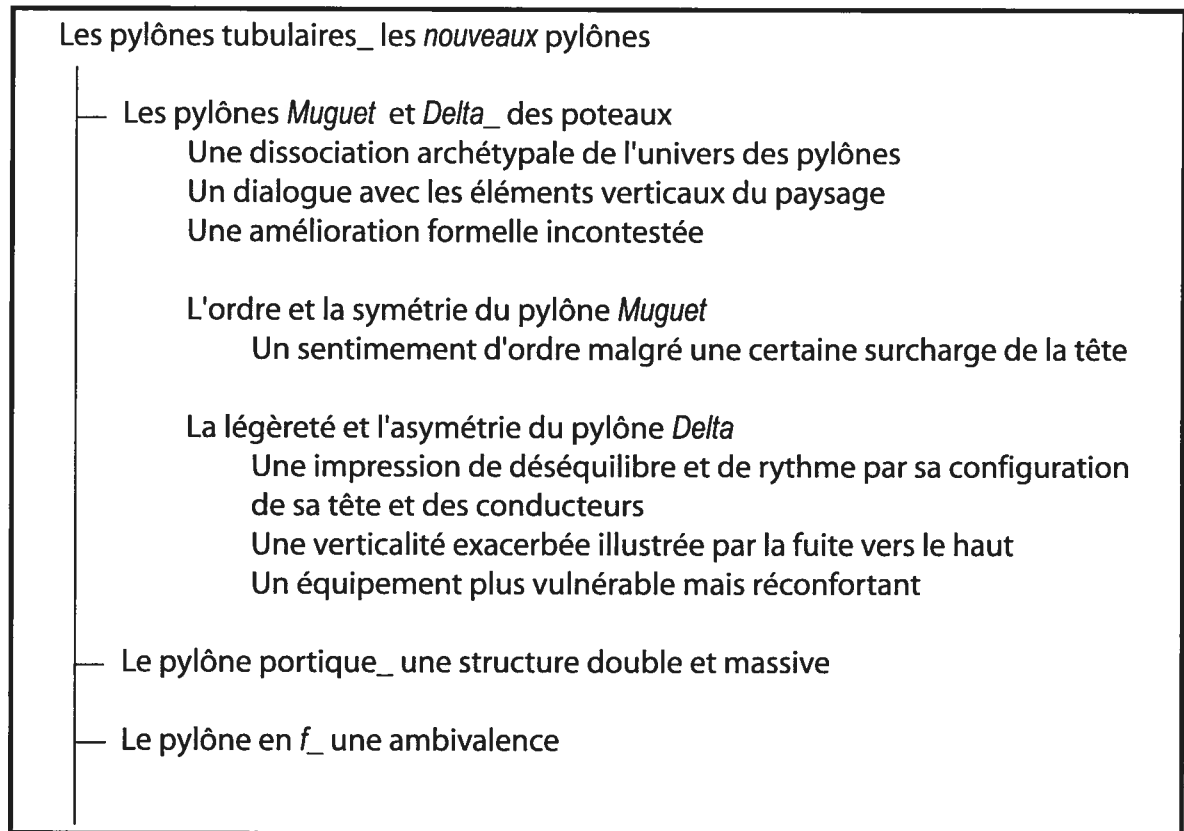 Les pylônes tubulaires_ les nouveaux pylônes
Les pylônes Muguet et Delta_ des poteaux
Une dissociation archétypale de l'univers des pylônes
Un dialogue avec les éléments verticaux du paysage
Une amélioration formelle incontestée
L'ordre et la symétrie du pylône Muguet
Un sentimement d'ordre malgré une certaine surcharge de la tête
La légèreté et l'asymétrie du pylône Delta
Une impression de déséquilibre et de rythme par sa configuration
de sa tête et des conducteurs
Une verticalité exacerbée illustrée par la fuite vers le haut
Un équipement plus vulnérable mais réconfortant
Le pylône portique_ une structure double et massive
Le pylône en f_ une ambivalence